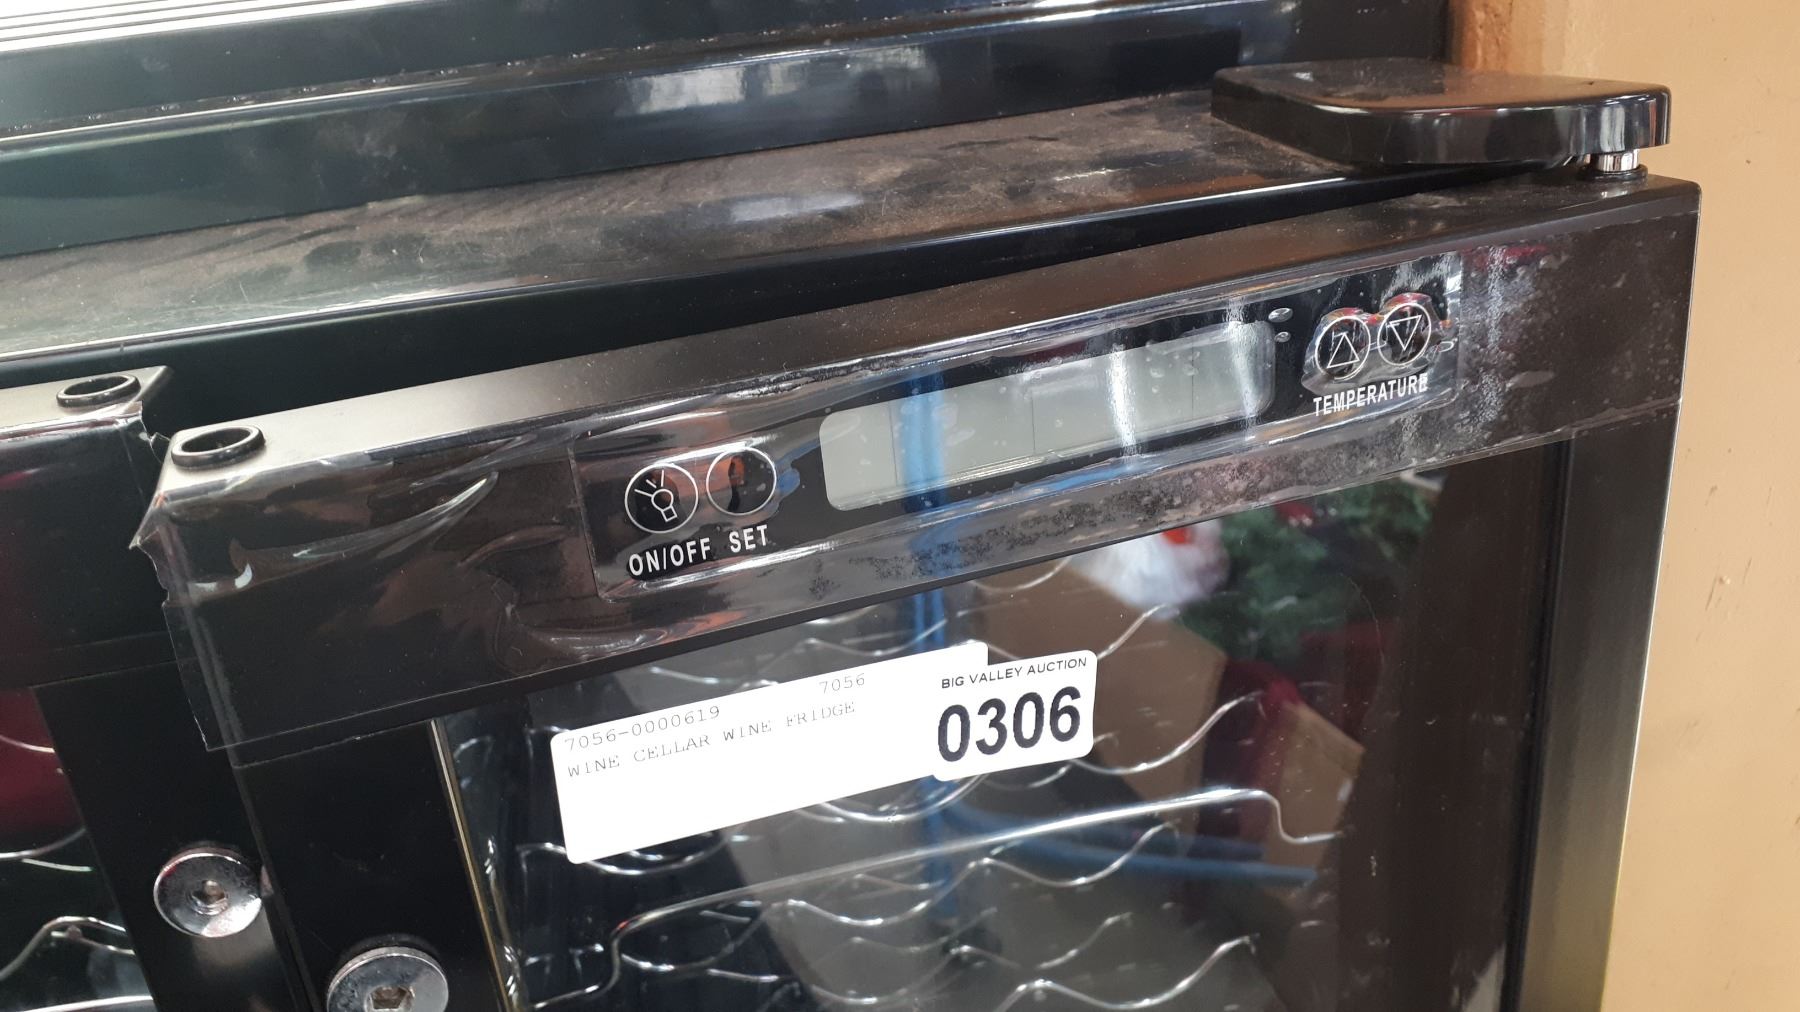 TEMPERATURE
ON/OFF SET
7056-0000619 7056
WINE CELLAR WINE FRIDGE
BIG VALLEY AUCTION
0306